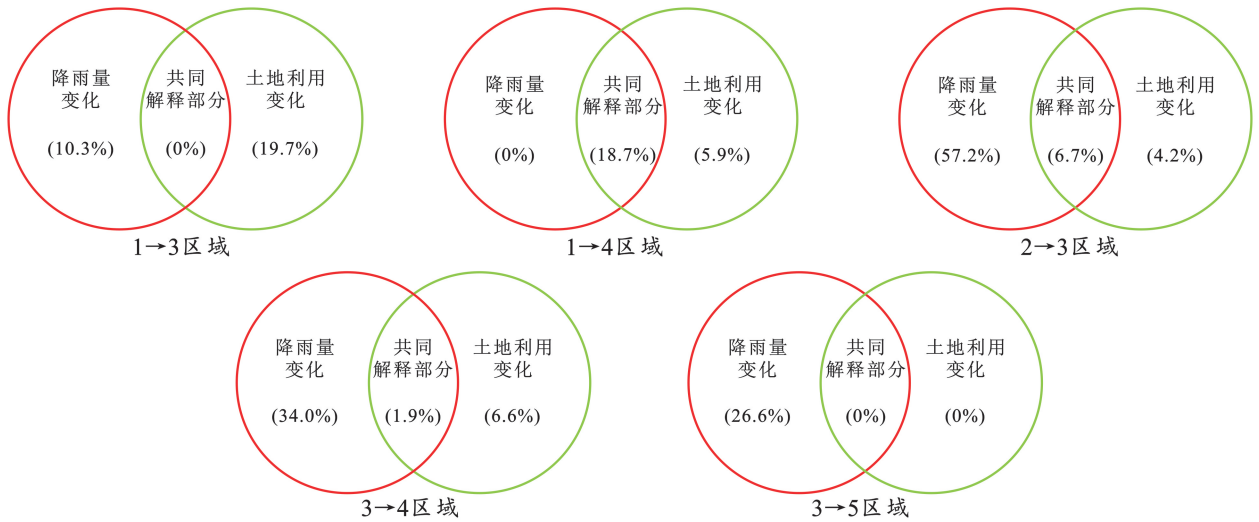 降雨量
变化
(10.3%)
共同
解释部分
(0%)
土地利用
变化
(19.7%)
1→3区域
降雨量
变化
(0%)
共同
解释部分
(18.7%)
土地利用
变化
(5.9%)
1→4区域
降雨量
变化
(57.2%)
共同
解释部分
(6.7%)
土地利用
变化
(4.2%)
2→3区域
降雨量
变化
(34.0%)
共同
解释部分
(1.9%)
土地利用
变化
(6.6%)
3→4区域
降雨量
变化
(26.6%)
共同
解释部分
(0%)
土地利用
变化
(0%)
3→5区域